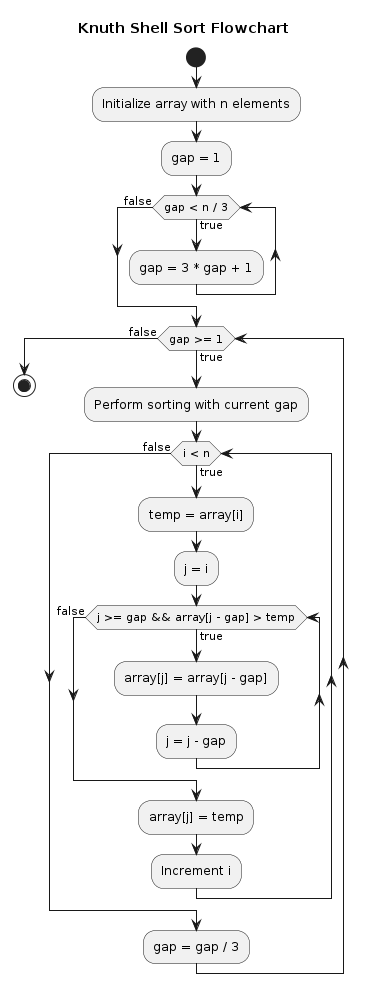 Knuth Shell Sort Flowchart
Initialize array with n elements
gap = 1
false
gap < n / 3
true
gap = 3 * gap + 1
false
gap >= 1
true
Perform sorting with current gap
false
i < n
true
temp = array[i]
j = i
false
j >= gap && array[j - gap] > temp
true
array[j] = array[j - gap]
j = j - gap
array[j] = temp
Increment i
gap = gap / 3